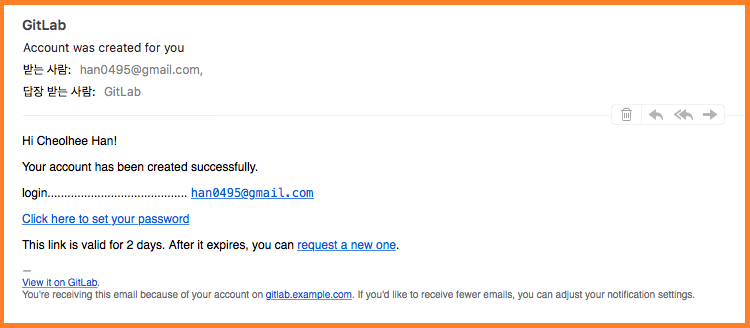 GitLab
Account was created for you
받는 사람: han0495@gmail.com,
답장 받는 사람: GitLab
Hi Cheolhee Han!
Your account has been created successfully.
login.......................................... han0495@gmail.com
Click here to set your password
This link is valid for 2 days. After it expires, you can request a new one.
—
View it on GitLab.
You're receiving this email because of your account on gitlab.example.com. If you'd like to receive fewer emails, you can adjust your notification settings.